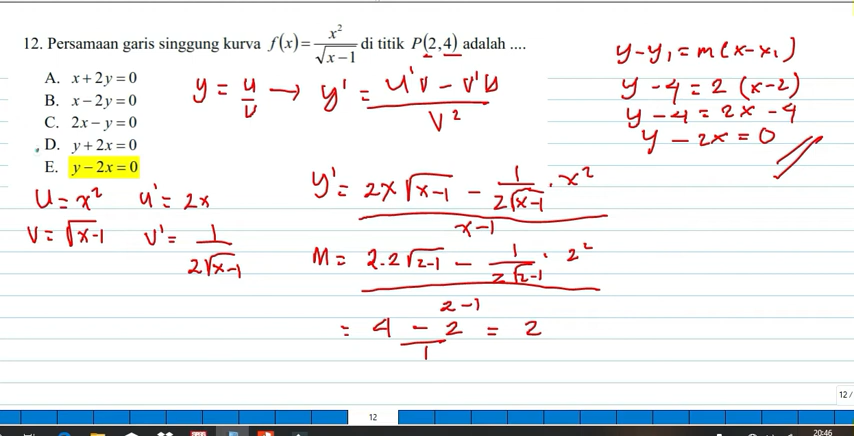 12. Persamaan garis singgung kurva f(x) = x²/√(x−1) di titik P(2,4) adalah ....
A. x + 2y = 0
B. x − 2y = 0
C. 2x − y = 0
D. y + 2x = 0
E. y − 2x = 0
y = u/v → y' = (u'v − v'u)/v²
y − y₁ = m(x − x₁)
y − 4 = 2 (x − 2)
y − 4 = 2x − 4
y − 2x = 0
u = x² u' = 2x
v = √(x−1) v' = 1/(2√(x−1))
y' = (2x√(x−1) − 1/(2√(x−1)) · x²)/(x−1)
M = (2.2√(2−1) − 1/(2√(2−1)) · 2²)/(2−1)
= (4 − 2)/1 = 2
12 /
12
20:46